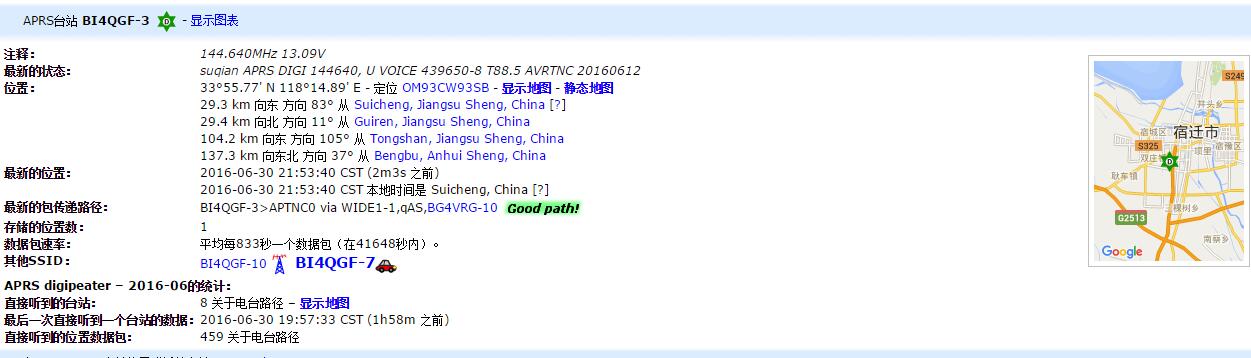 APRS台站 BI4QGF-3 D - 显示图表
注释： 144.640MHz 13.09V
最新的状态： suqian APRS DIGI 144640, U VOICE 439650-8 T88.5 AVRTNC 20160612
位置： 33°55.77' N 118°14.89' E - 定位 OM93CW93SB - 显示地图 - 静态地图
29.3 km 向东 方向 83° 从 Suicheng, Jiangsu Sheng, China [?]
29.4 km 向北 方向 11° 从 Guiren, Jiangsu Sheng, China
104.2 km 向东 方向 105° 从 Tongshan, Jiangsu Sheng, China
137.3 km 向东北 方向 37° 从 Bengbu, Anhui Sheng, China
最新的位置： 2016-06-30 21:53:40 CST (2m3s 之前)
2016-06-30 21:53:40 CST 本地时间是 Suicheng, China [?]
最新的包传递路径： BI4QGF-3>APTNC0 via WIDE1-1,qAS,BG4VRG-10 Good path!
存储的位置数： 1
数据包速率： 平均每833秒一个数据包（在41648秒内）。
其他SSID： BI4QGF-10 BI4QGF-7
APRS digipeater – 2016-06的统计：
直接听到的台站： 8 关于电台路径 – 显示地图
最后一次直接听到一个台站的数据： 2016-06-30 19:57:33 CST (1h58m 之前)
直接听到的位置数据包： 459 关于电台路径
S249
井头乡
宿城区
宿迁市
S325
项里
宿豫区
双庄
D
耿车镇
G2513
三棵树乡
南蔡乡
Google